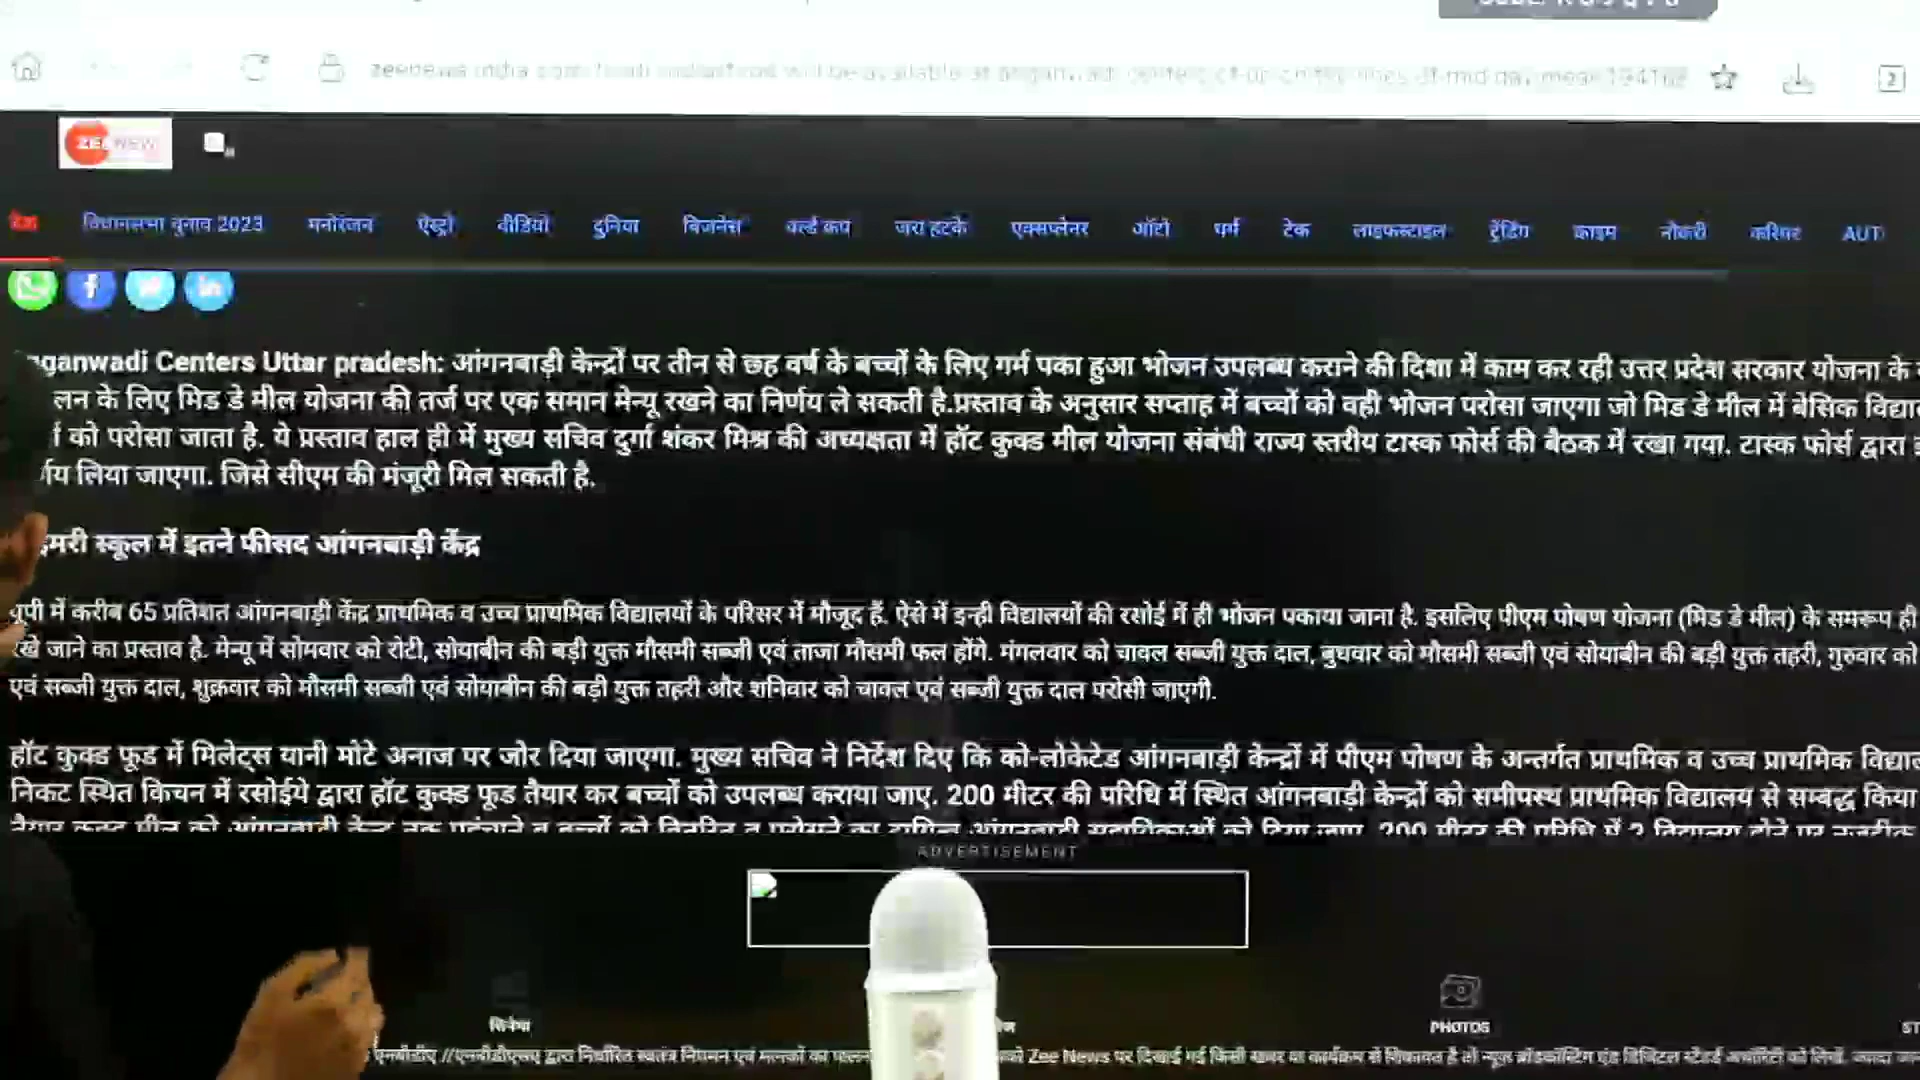 ZEE NEWS
देश विधानसभा चुनाव 2023 मनोरंजन ऐस्ट्रो वीडियो दुनिया बिजनेस वर्ल्ड कप जरा हटके एक्सप्लेनर ऑटो धर्म टेक लाइफस्टाइल ट्रेंडिंग क्राइम नौकरी करियर AUT
ganwadi Centers Uttar pradesh: आंगनबाड़ी केन्द्रों पर तीन से छह वर्ष के बच्चों के लिए गर्म पका हुआ भोजन उपलब्ध कराने की दिशा में काम कर रही उत्तर प्रदेश सरकार योजना के
लन के लिए मिड डे मील योजना की तर्ज पर एक समान मेन्यू रखने का निर्णय ले सकती है.प्रस्ताव के अनुसार सप्ताह में बच्चों को वही भोजन परोसा जाएगा जो मिड डे मील में बेसिक
को परोसा जाता है. ये प्रस्ताव हाल ही में मुख्य सचिव दुर्गा शंकर मिश्र की अध्यक्षता में हॉट कुक्ड मील योजना संबंधी राज्य स्तरीय टास्क फोर्स की बैठक में रखा गया. टास्क फोर्स द्वारा
लिया जाएगा. जिसे सीएम की मंजूरी मिल सकती है.
मरी स्कूल में इतने फीसद आंगनबाड़ी केंद्र
यूपी में करीब 65 प्रतिशत आंगनबाड़ी केंद्र प्राथमिक व उच्च प्राथमिक विद्यालयों के परिसर में मौजूद हैं. ऐसे में इन्ही विद्यालयों की रसोई में ही भोजन पकाया जाना है. इसलिए पीएम पोषण योजना (मिड डे मील) के समरूप ही
रखे जाने का प्रस्ताव है. मेन्यू में सोमवार को रोटी, सोयाबीन की बड़ी युक्त मौसमी सब्जी एवं ताजा मौसमी फल होंगे. मंगलवार को चावल सब्जी युक्त दाल, बुधवार को मौसमी सब्जी एवं सोयाबीन की बड़ी युक्त तहरी, गुरुवार को
एवं सब्जी युक्त दाल, शुक्रवार को मौसमी सब्जी एवं सोयाबीन की बड़ी युक्त तहरी और शनिवार को चावल एवं सब्जी युक्त दाल परोसी जाएगी.
हॉट कुक्ड फूड में मिलेट्स यानी मोटे अनाज पर जोर दिया जाएगा. मुख्य सचिव ने निर्देश दिए कि को-लोकेटेड आंगनबाड़ी केन्द्रों में पीएम पोषण के अन्तर्गत प्राथमिक व उच्च प्राथमिक
निकट स्थित किचन में रसोईये द्वारा हॉट कुक्ड फूड तैयार कर बच्चों को उपलब्ध कराया जाए. 200 मीटर की परिधि में स्थित आंगनबाड़ी केन्द्रों को समीपस्थ प्राथमिक विद्यालय से सम्बद्ध किया
ADVERTISEMENT
सिनेमा PHOTOS